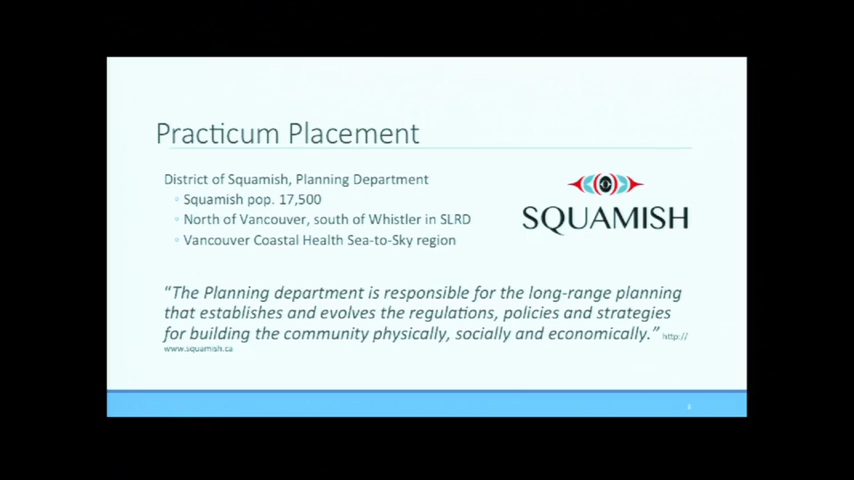 Practicum Placement
District of Squamish, Planning Department
◦ Squamish pop. 17,500
◦ North of Vancouver, south of Whistler in SLRD
◦ Vancouver Coastal Health Sea-to-Sky region
SQUAMISH
“The Planning department is responsible for the long-range planning
that establishes and evolves the regulations, policies and strategies
for building the community physically, socially and economically.” http://
www.squamish.ca